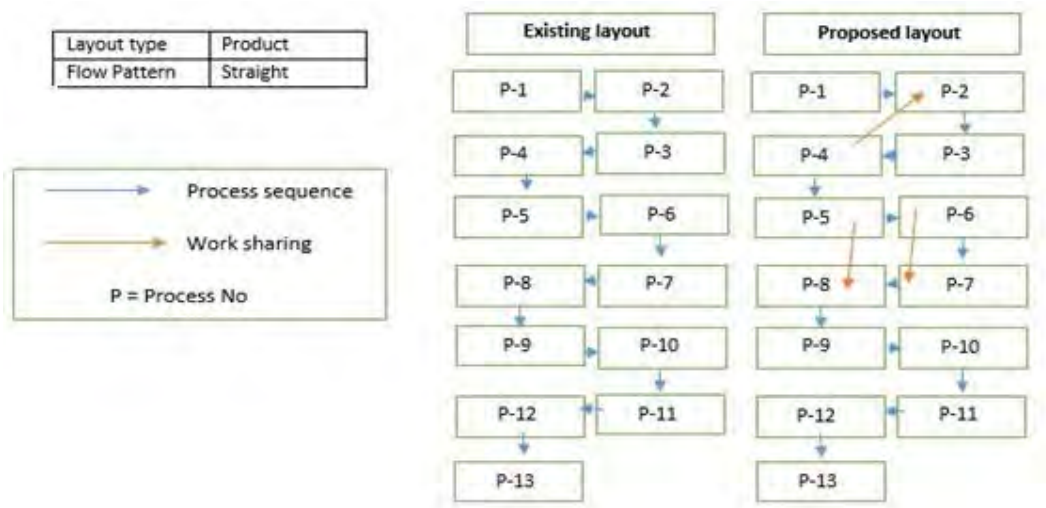 Layout type Product
Flow Pattern Straight
Process sequence
Work sharing
P = Process No
Existing layout
P-1 P-2
P-4 P-3
P-5 P-6
P-8 P-7
P-9 P-10
P-12 P-11
P-13
Proposed layout
P-1 P-2
P-4 P-3
P-5 P-6
P-8 P-7
P-9 P-10
P-12 P-11
P-13